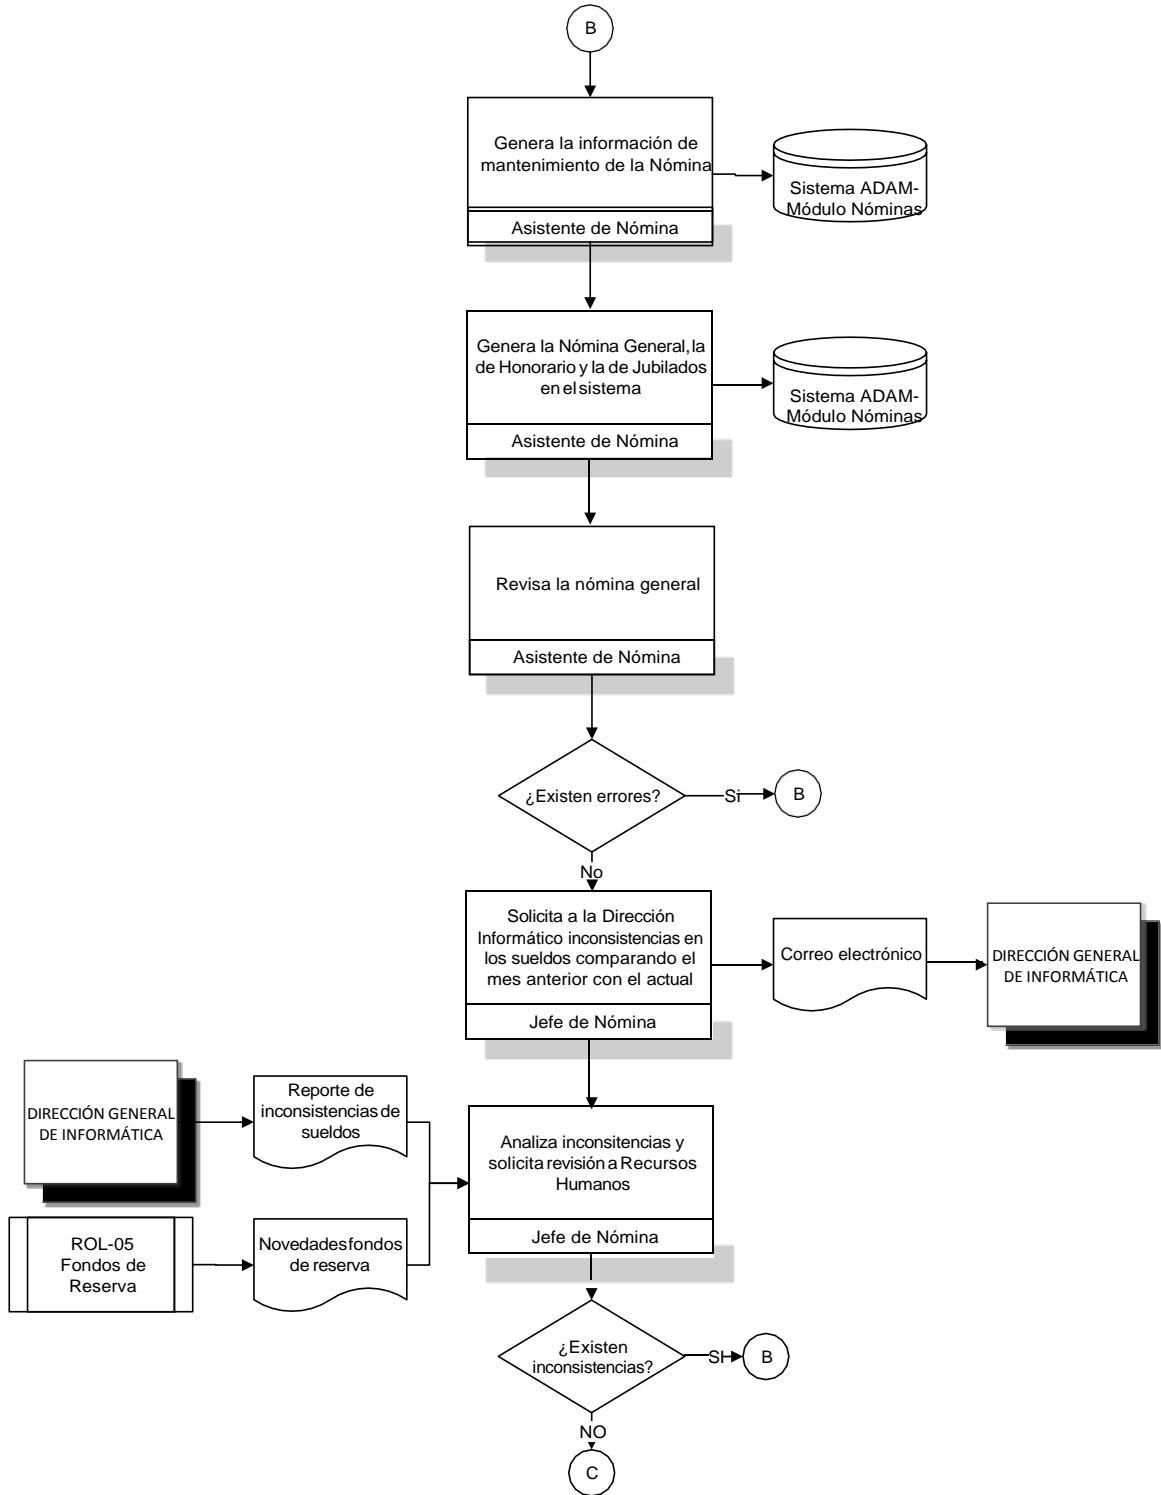 B
Genera la información de
mantenimiento de la Nómina
Asistente de Nómina
Sistema ADAM-
Módulo Nóminas
Genera la Nómina General, la
de Honorario y la de Jubilados
en el sistema
Asistente de Nómina
Sistema ADAM-
Módulo Nóminas
Revisa la nómina general
Asistente de Nómina
¿Existen errores?
Si
B
No
Solicita a la Dirección
Informático inconsistencias en
los sueldos comparando el
mes anterior con el actual
Jefe de Nómina
Correo electrónico
DIRECCIÓN GENERAL
DE INFORMÁTICA
DIRECCIÓN GENERAL
DE INFORMÁTICA
Reporte de
inconsistencias de
sueldos
Analiza inconsitencias y
solicita revisión a Recursos
Humanos
Jefe de Nómina
ROL-05
Fondos de
Reserva
Novedades fondos
de reserva
¿Existen
inconsistencias?
SI
B
NO
C